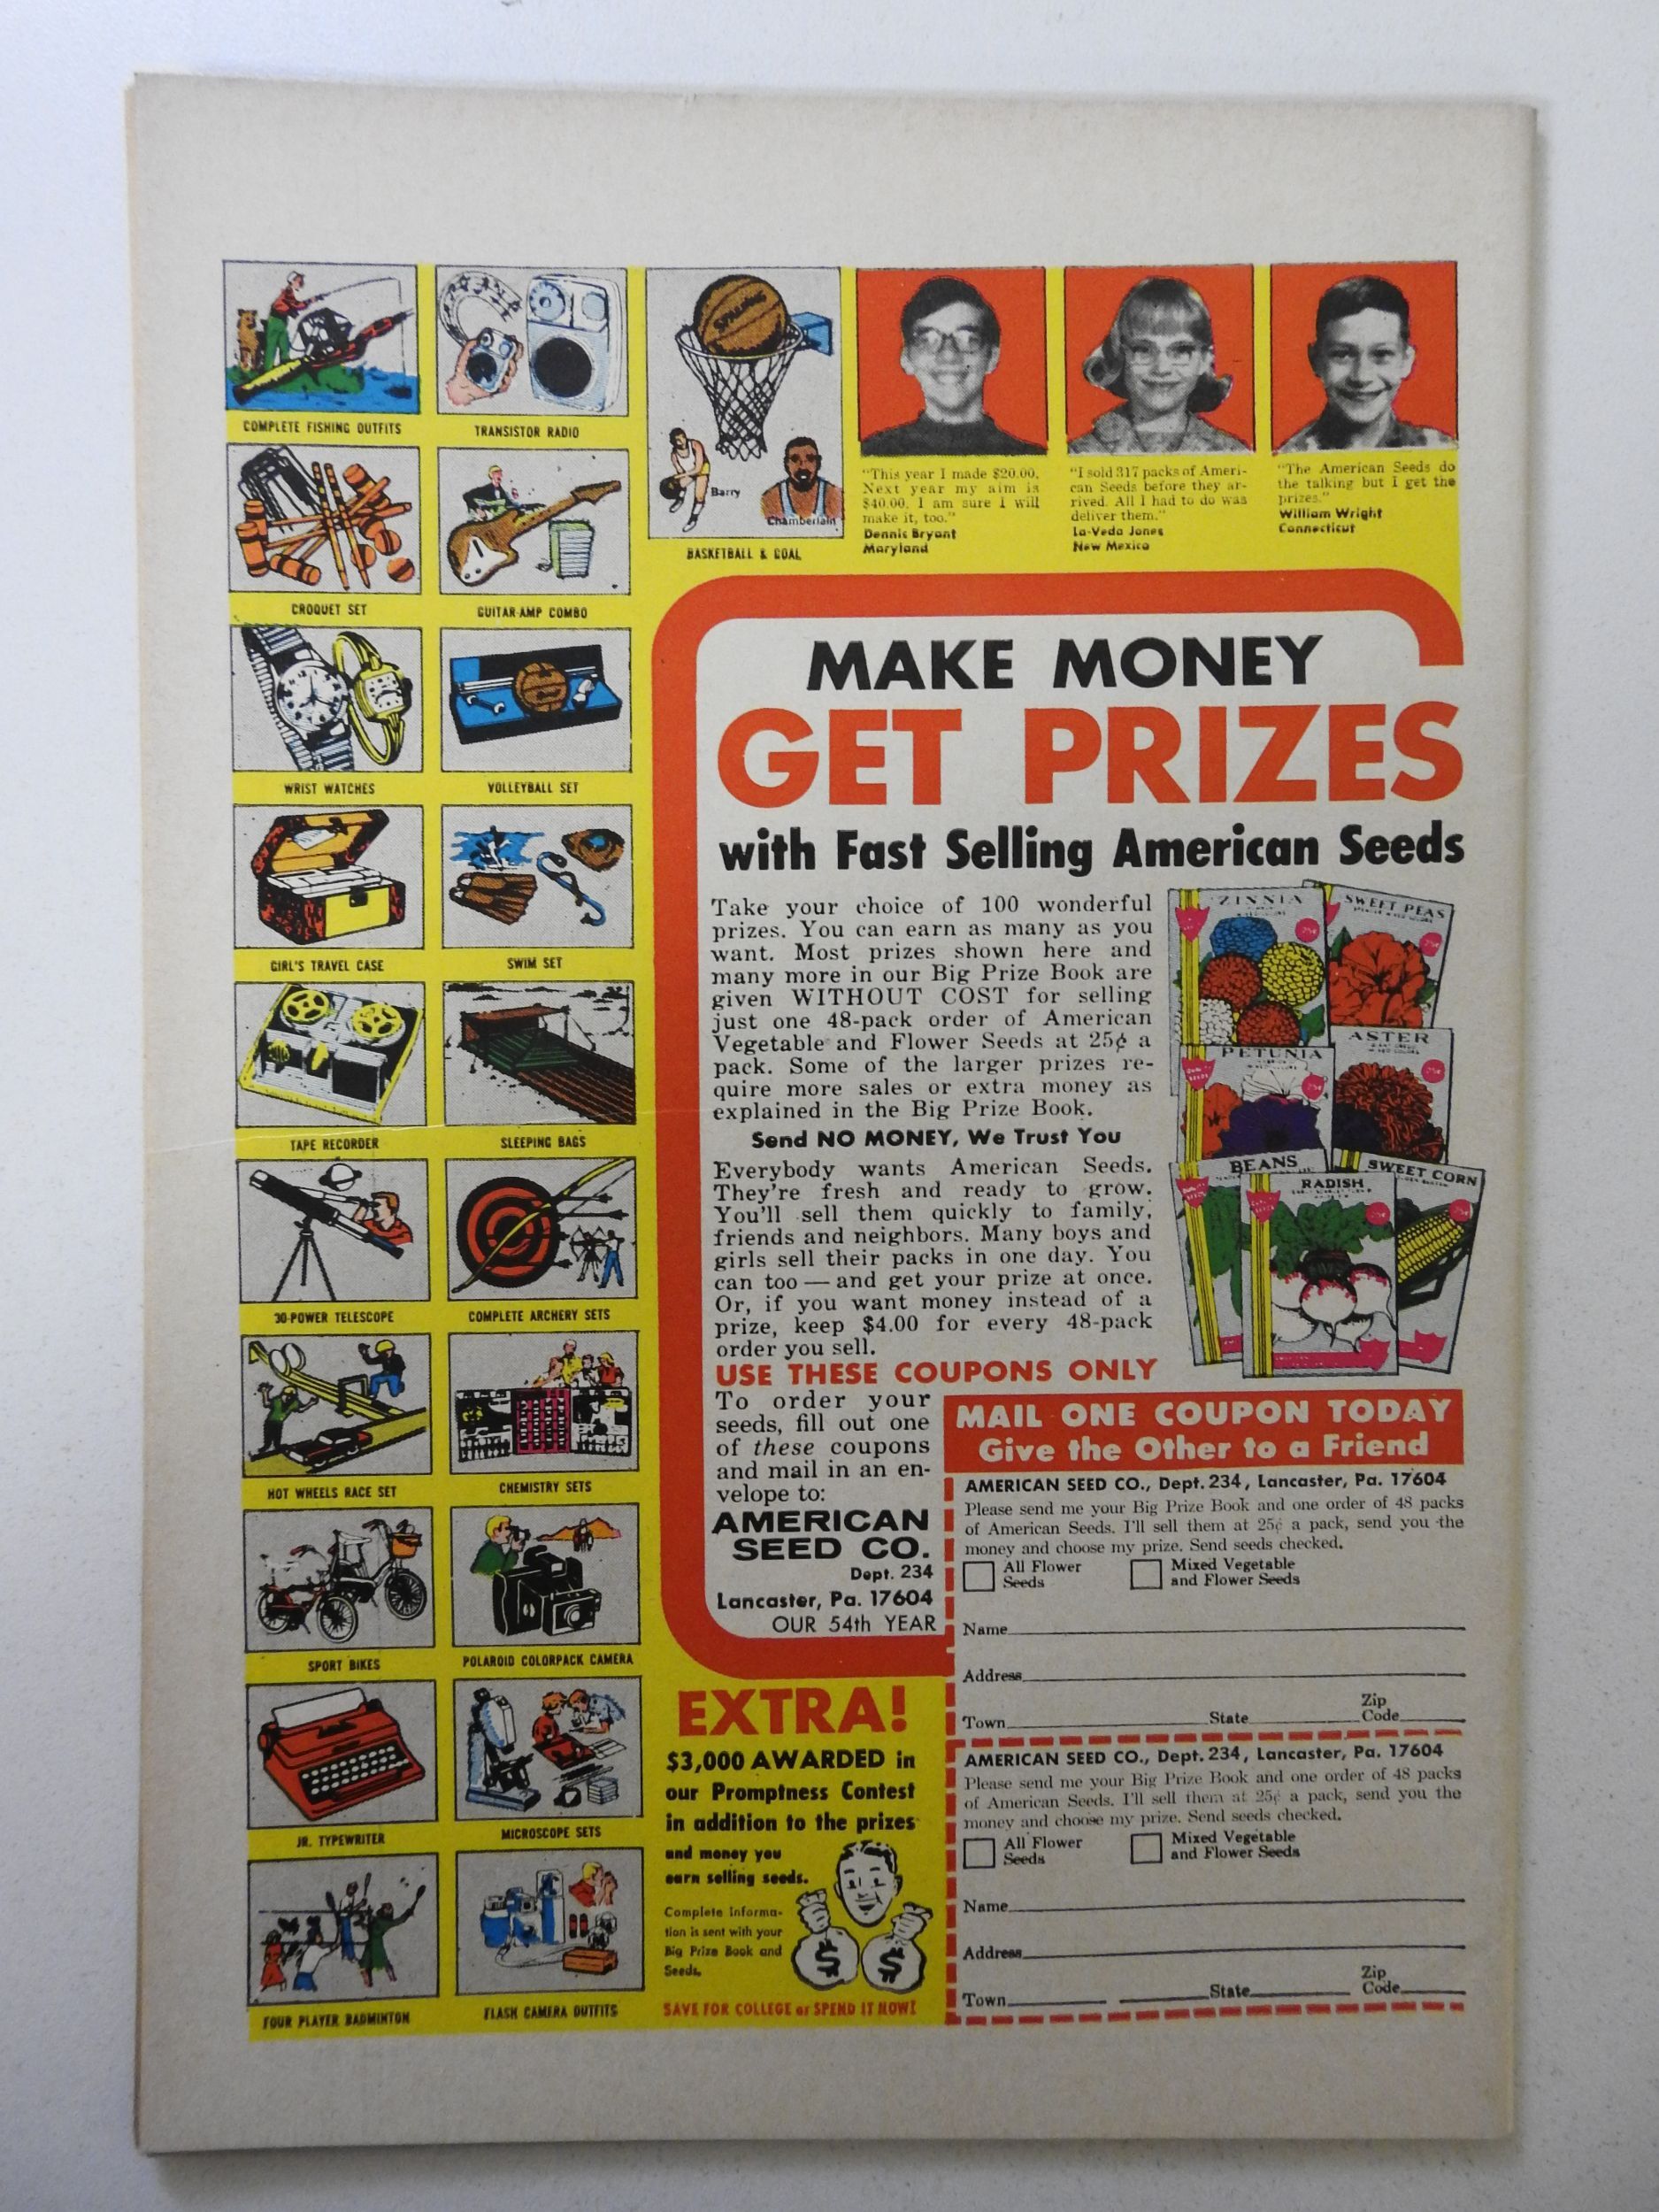 COMPLETE FISHING OUTFITS
TRANSISTOR RADIO
SPALDING
Barry
Chamberlain
BASKETBALL & GOAL
"This year I made $20.00.
Next year my aim is
$40.00. I am sure I will
make it, too."
Dennis Bryant
Maryland
"I sold 317 packs of Ameri-
can Seeds before they ar-
rived. All I had to do was
deliver them."
La-Veda Jones
New Mexico
"The American Seeds do
the talking but I get the
prizes."
William Wright
Connecticut
CROQUET SET
GUITAR-AMP COMBO
WRIST WATCHES
VOLLEYBALL SET
GIRL'S TRAVEL CASE
SWIM SET
TAPE RECORDER
SLEEPING BAGS
30-POWER TELESCOPE
COMPLETE ARCHERY SETS
HOT WHEELS RACE SET
CHEMISTRY SETS
SPORT BIKES
POLAROID COLORPACK CAMERA
JR. TYPEWRITER
MICROSCOPE SETS
FOUR PLAYER BADMINTON
FLASH CAMERA OUTFITS
MAKE MONEY
GET PRIZES
with Fast Selling American Seeds
Take your choice of 100 wonderful
prizes. You can earn as many as you
want. Most prizes shown here and
many more in our Big Prize Book are
given WITHOUT COST for selling
just one 48-pack order of American
Vegetable and Flower Seeds at 25¢ a
pack. Some of the larger prizes re-
quire more sales or extra money as
explained in the Big Prize Book.
Send NO MONEY, We Trust You
Everybody wants American Seeds.
They're fresh and ready to grow.
You'll sell them quickly to family,
friends and neighbors. Many boys and
girls sell their packs in one day. You
can too — and get your prize at once.
Or, if you want money instead of a
prize, keep $4.00 for every 48-pack
order you sell.
ZINNIA
25¢
SWEET PEAS
25¢
PETUNIA
25¢
ASTER
25¢
BEANS
RADISH
25¢
SWEET CORN
25¢
USE THESE COUPONS ONLY
To order your
seeds, fill out one
of these coupons
and mail in an en-
velope to:
AMERICAN
SEED CO.
Dept. 234
Lancaster, Pa. 17604
OUR 54th YEAR
MAIL ONE COUPON TODAY
Give the Other to a Friend
AMERICAN SEED CO., Dept. 234, Lancaster, Pa. 17604
Please send me your Big Prize Book and one order of 48 packs
of American Seeds. I'll sell them at 25¢ a pack, send you the
money and choose my prize. Send seeds checked.
All Flower
Seeds
Mixed Vegetable
and Flower Seeds
Name
Address
Town State Zip Code
AMERICAN SEED CO., Dept. 234, Lancaster, Pa. 17604
Please send me your Big Prize Book and one order of 48 packs
of American Seeds. I'll sell them at 25¢ a pack, send you the
money and choose my prize. Send seeds checked.
All Flower
Seeds
Mixed Vegetable
and Flower Seeds
Name
Address
Town State Zip Code
EXTRA!
$3,000 AWARDED in
our Promptness Contest
in addition to the prizes
and money you
earn selling seeds.
Complete Informa-
tion is sent with your
Big Prize Book and
Seeds.
$ $
SAVE FOR COLLEGE or SPEND IT NOW!